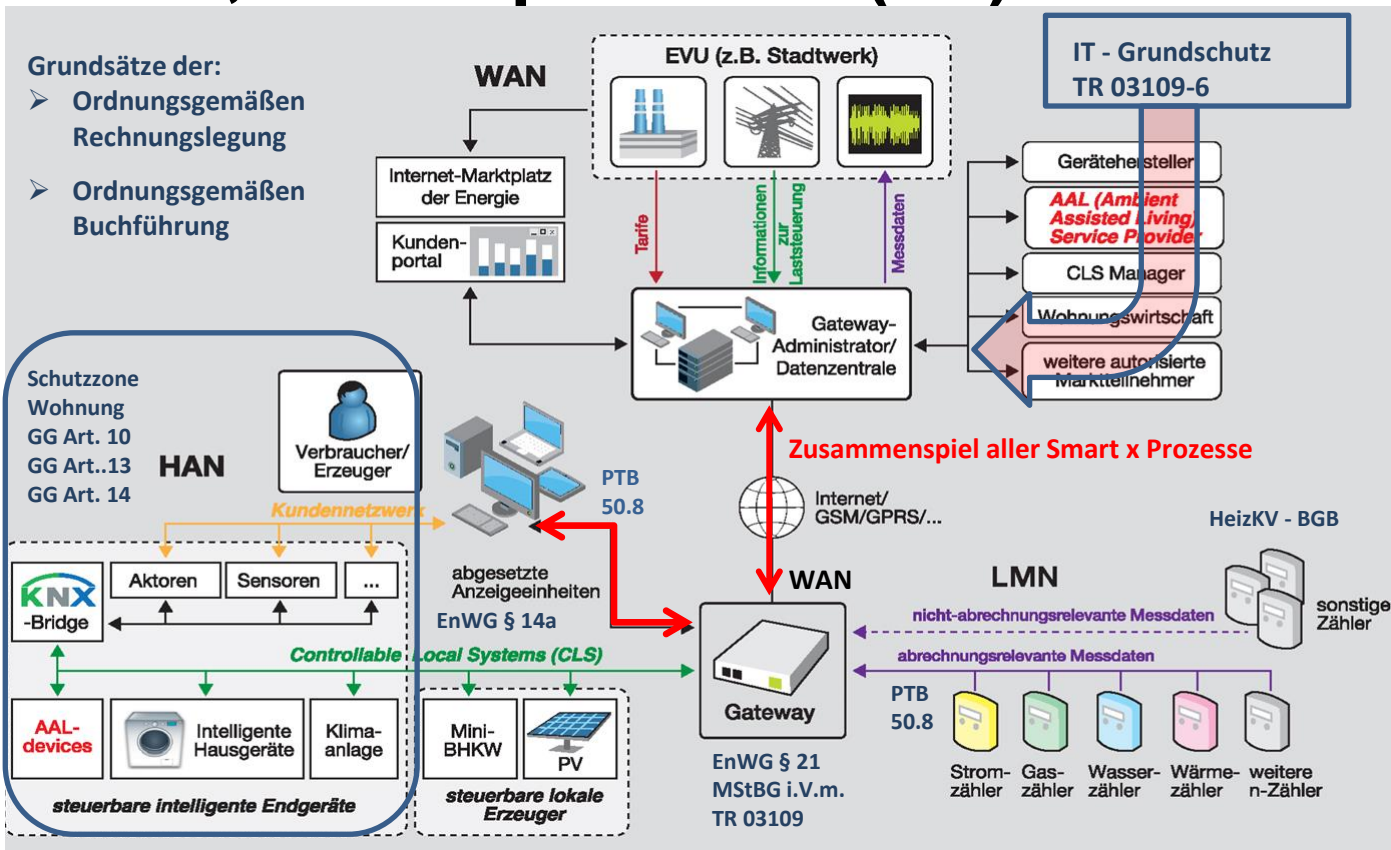 Grundsätze der:
➢ Ordnungsgemäßen
Rechnungslegung
➢ Ordnungsgemäßen
Buchführung
WAN
EVU (z.B. Stadtwerk)
IT - Grundschutz
TR 03109-6
Internet-Marktplatz
der Energie
Kunden-
portal
Tarife
Informationen
zur
Laststeuerung
Messdaten
Gerätehersteller
AAL (Ambient
Assisted Living)
Service Provider
CLS Manager
Wohnungswirtschaft
weitere autorisierte
Marktteilnehmer
Gateway-
Administrator/
Datenzentrale
Schutzzone
Wohnung
GG Art. 10
GG Art..13
GG Art. 14
HAN
Verbraucher/
Erzeuger
Kundennetzwerk
PTB
50.8
Zusammenspiel aller Smart x Prozesse
Internet/
GSM/GPRS/...
HeizKV - BGB
KNX
-Bridge
Aktoren
Sensoren
...
abgesetzte
Anzeigeeinheiten
EnWG § 14a
WAN
LMN
nicht-abrechnungsrelevante Messdaten
sonstige
Zähler
abrechnungsrelevante Messdaten
Controllable Local Systems (CLS)
AAL-
devices
Intelligente
Hausgeräte
Klima-
anlage
steuerbare intelligente Endgeräte
Mini-
BHKW
PV
steuerbare lokale
Erzeuger
Gateway
EnWG § 21
MStBG i.V.m.
TR 03109
PTB
50.8
Strom-
zähler
Gas-
zähler
Wasser-
zähler
Wärme-
zähler
weitere
n-Zähler